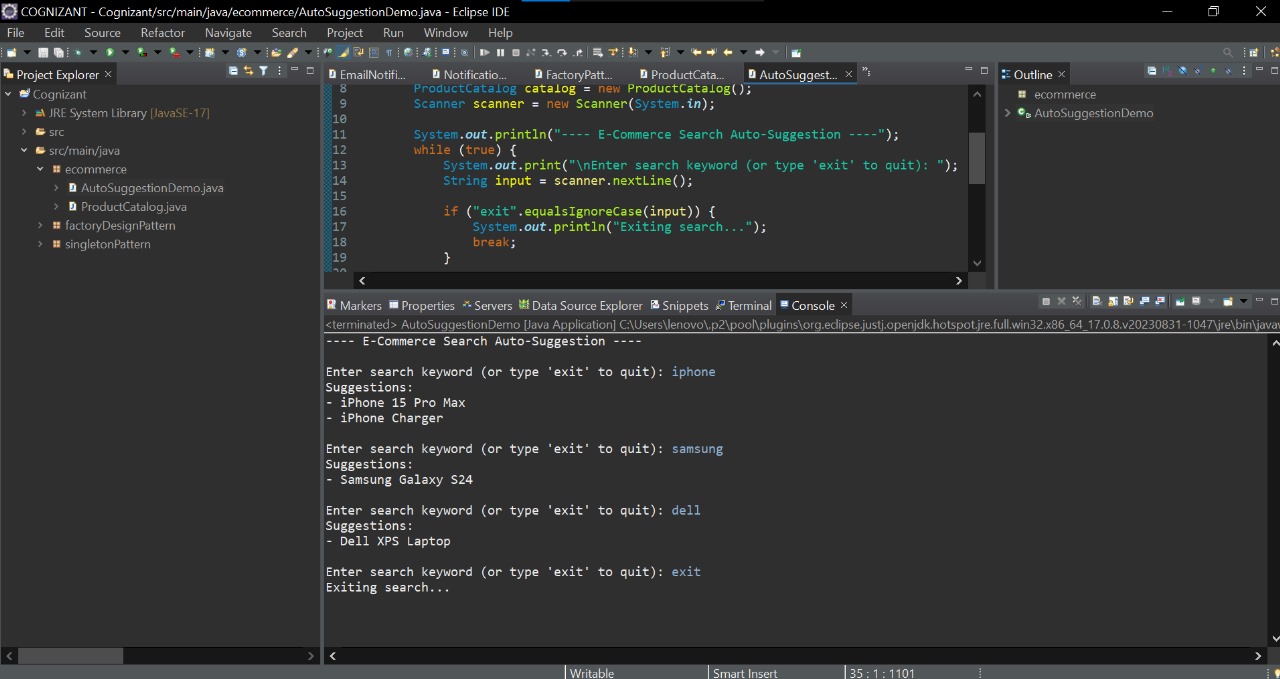 COGNIZANT - Cognizant/src/main/java/ecommerce/AutoSuggestionDemo.java - Eclipse IDE
File Edit Source Refactor Navigate Search Project Run Window Help
Project Explorer
Cognizant
JRE System Library [JavaSE-17]
src
src/main/java
ecommerce
AutoSuggestionDemo.java
ProductCatalog.java
factoryDesignPattern
singletonPattern
EmailNotifi... Notificatio... FactoryPatt... ProductCata... AutoSuggest...
8 ProductCatalog catalog = new ProductCatalog();
9 Scanner scanner = new Scanner(System.in);
10
11 System.out.println("---- E-Commerce Search Auto-Suggestion ----");
12 while (true) {
13 System.out.print("\nEnter search keyword (or type 'exit' to quit): ");
14 String input = scanner.nextLine();
15
16 if ("exit".equalsIgnoreCase(input)) {
17 System.out.println("Exiting search...");
18 break;
19 }
Outline
ecommerce
AutoSuggestionDemo
Markers Properties Servers Data Source Explorer Snippets Terminal Console
<terminated> AutoSuggestionDemo [Java Application] C:\Users\lenovo\.p2\pool\plugins\org.eclipse.justj.openjdk.hotspot.jre.full.win32.x86_64_17.0.8.v20230831-1047\jre\bin\java
---- E-Commerce Search Auto-Suggestion ----
Enter search keyword (or type 'exit' to quit): iphone
Suggestions:
- iPhone 15 Pro Max
- iPhone Charger
Enter search keyword (or type 'exit' to quit): samsung
Suggestions:
- Samsung Galaxy S24
Enter search keyword (or type 'exit' to quit): dell
Suggestions:
- Dell XPS Laptop
Enter search keyword (or type 'exit' to quit): exit
Exiting search...
Writable Smart Insert 35 : 1 : 1101